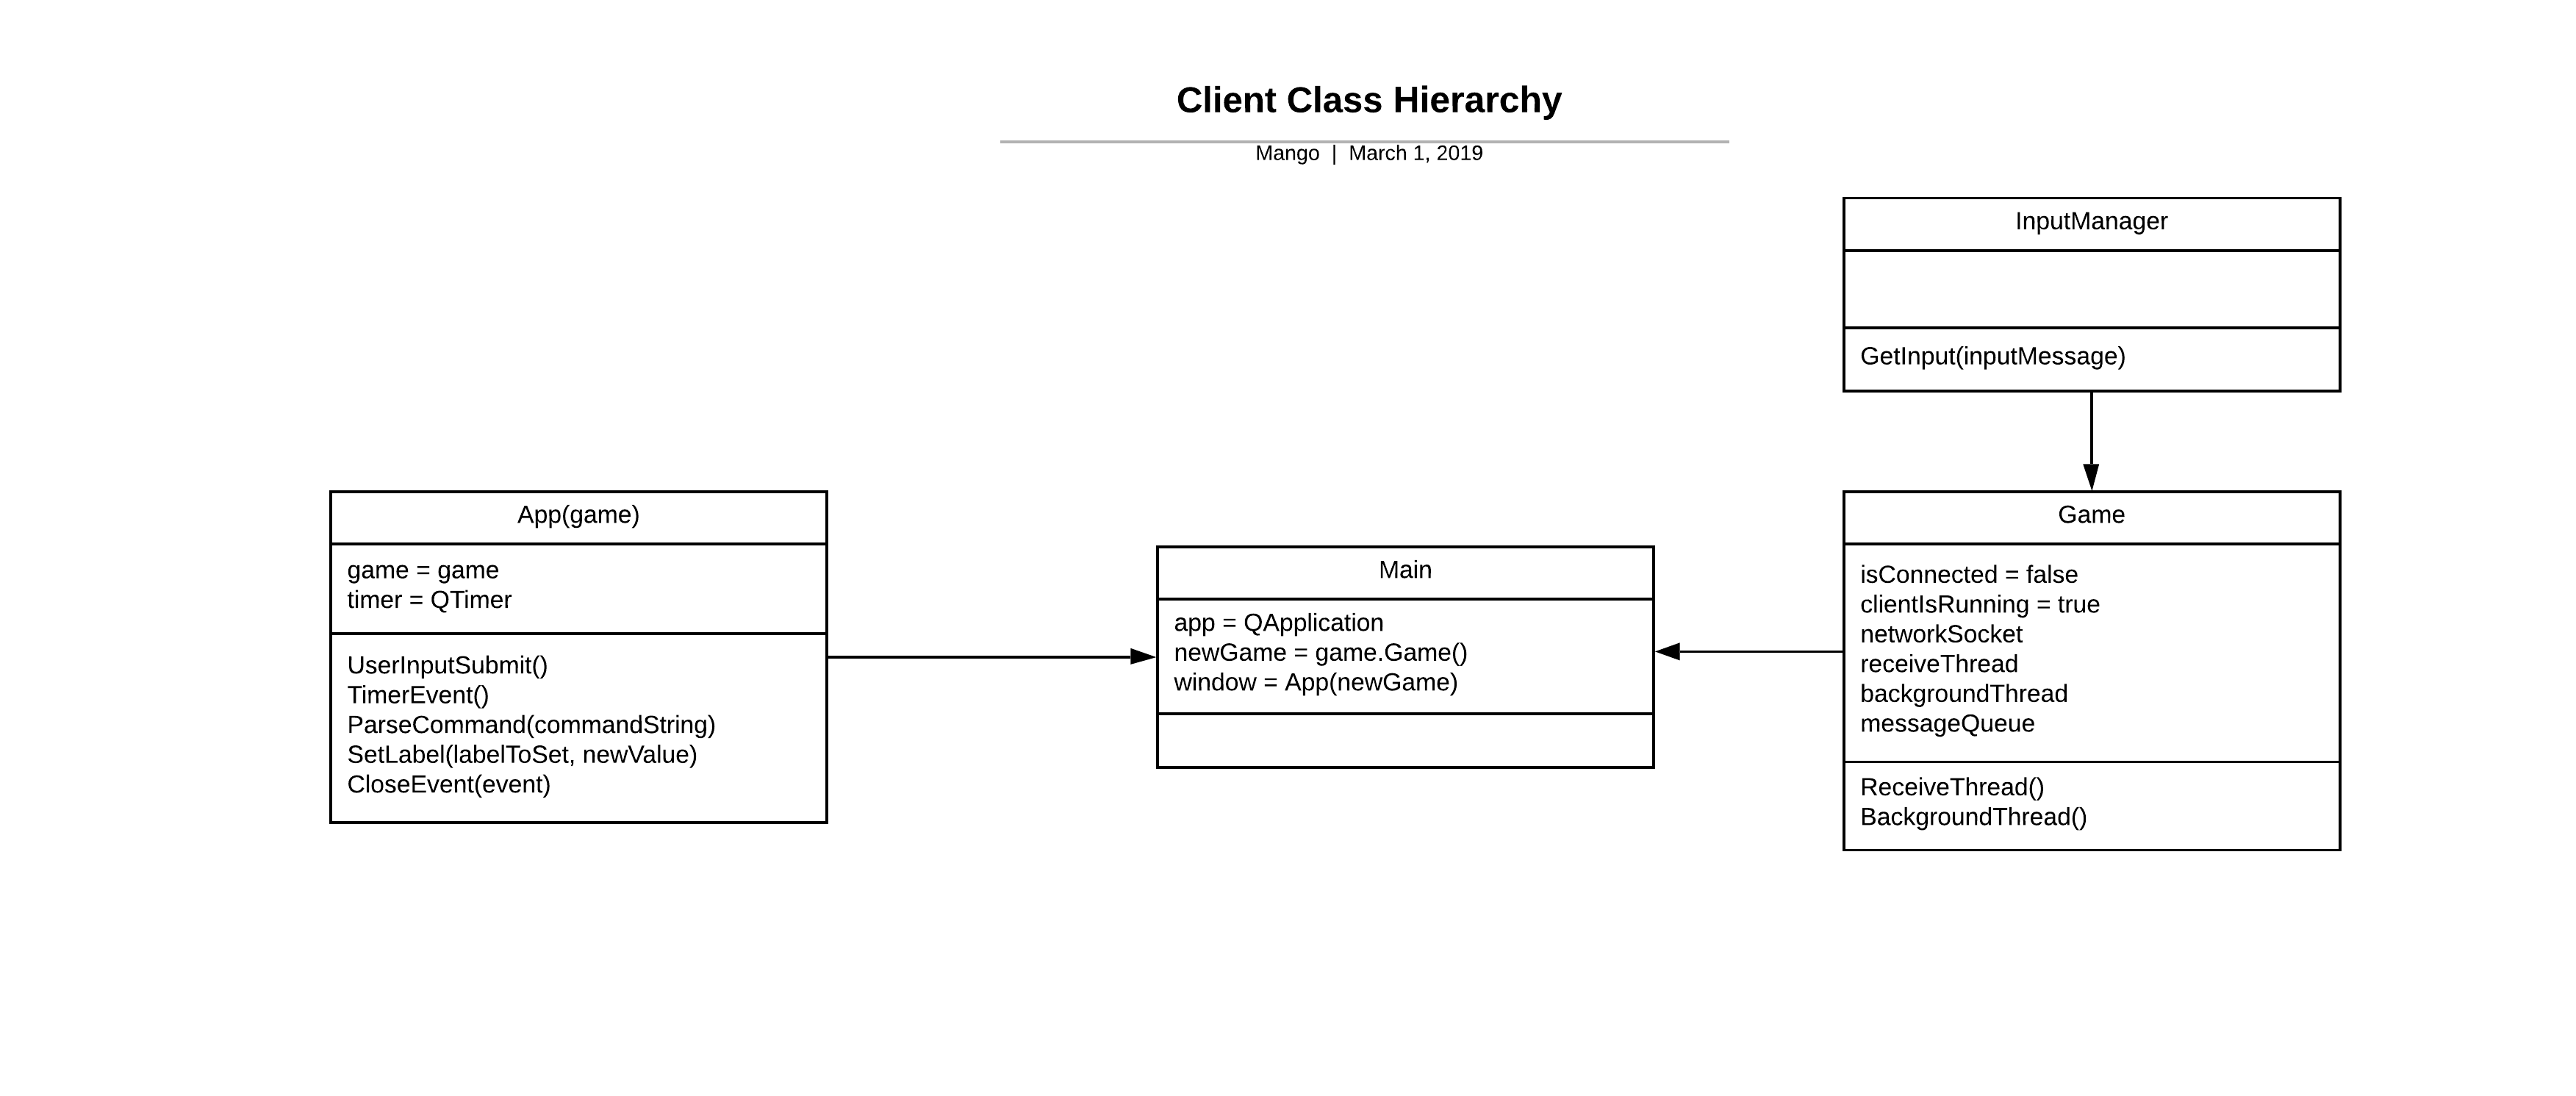 Client Class Hierarchy
Mango | March 1, 2019
InputManager
GetInput(inputMessage)
App(game)
game = game
timer = QTimer
UserInputSubmit()
TimerEvent()
ParseCommand(commandString)
SetLabel(labelToSet, newValue)
CloseEvent(event)
Main
app = QApplication
newGame = game.Game()
window = App(newGame)
Game
isConnected = false
clientIsRunning = true
networkSocket
receiveThread
backgroundThread
messageQueue
ReceiveThread()
BackgroundThread()